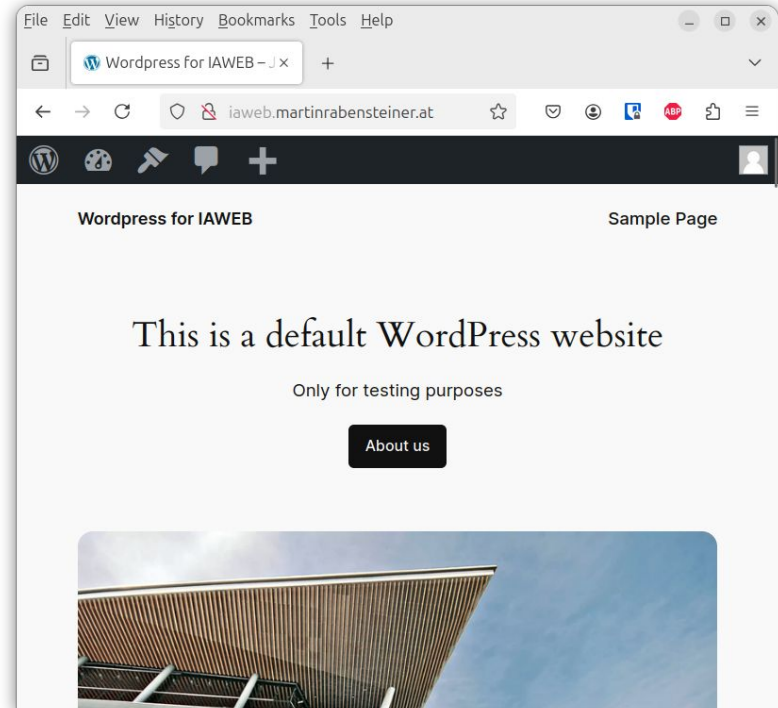 File Edit View History Bookmarks Tools Help
Wordpress for IAWEB – J
iaweb.martinrabensteiner.at
ABP
Wordpress for IAWEB
Sample Page
This is a default WordPress website
Only for testing purposes
About us